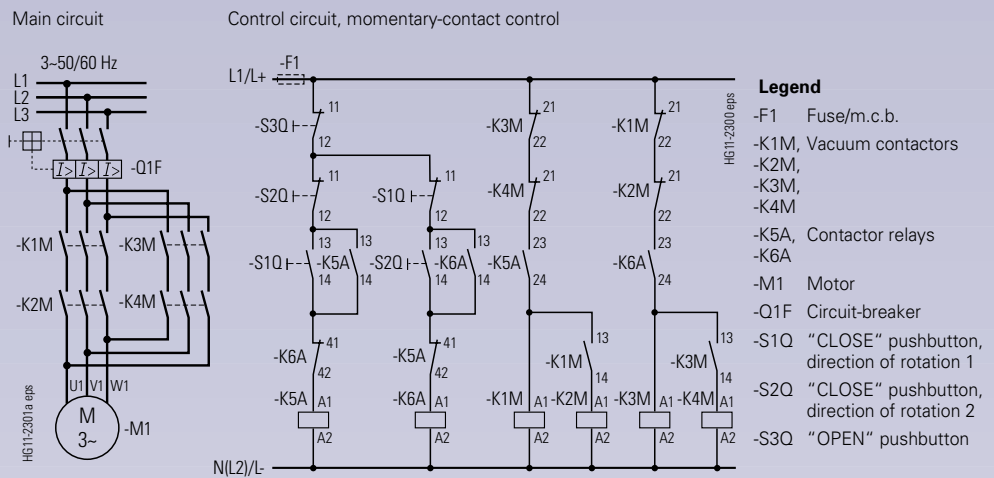 Main circuit
Control circuit, momentary-contact control
3~50/60 Hz
L1
L2
L3
I> I> I>
-Q1F
-K1M
-K3M
-K2M
-K4M
U1 V1 W1
M
3~
-M1
HG11-2301a eps
L1/L+
-F1
-S3Q
11
12
-K3M
21
22
-K1M
21
22
HG11-2300 eps
-S2Q
11
12
-S1Q
11
12
-K4M
21
22
-K2M
21
22
-S1Q
13
14
-K5A
13
14
-S2Q
13
14
-K6A
13
14
-K5A
23
24
-K6A
23
24
-K6A
41
42
-K5A
41
42
-K1M
13
14
-K3M
13
14
-K5A A1
A2
-K6A A1
A2
-K1M A1
A2
-K2M A1
A2
-K3M A1
A2
-K4M A1
A2
N(L2)/L-
Legend
-F1 Fuse/m.c.b.
-K1M, Vacuum contactors
-K2M,
-K3M,
-K4M
-K5A, Contactor relays
-K6A
-M1 Motor
-Q1F Circuit-breaker
-S1Q “CLOSE“ pushbutton,
direction of rotation 1
-S2Q “CLOSE“ pushbutton,
direction of rotation 2
-S3Q “OPEN“ pushbutton